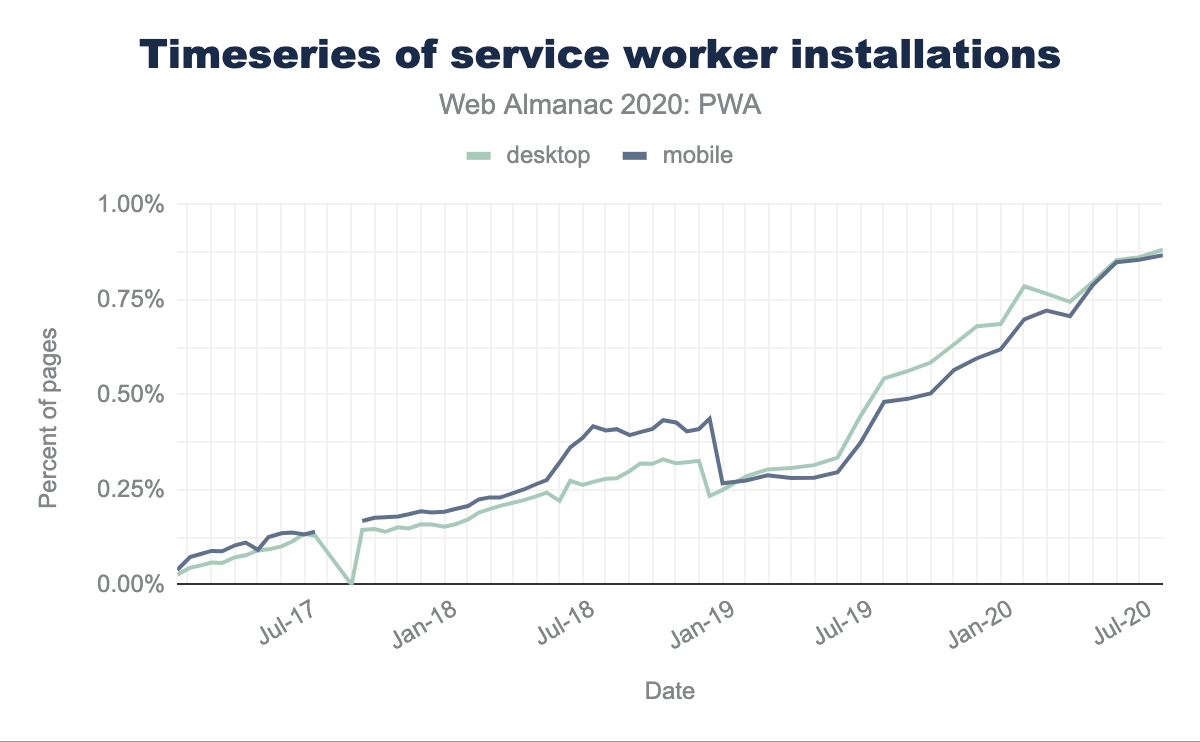 Timeseries of service worker installations
Web Almanac 2020: PWA
desktop mobile
1.00%
0.75%
0.50%
0.25%
0.00%
Percent of pages
Jul-17 Jan-18 Jul-18 Jan-19 Jul-19 Jan-20 Jul-20
Date